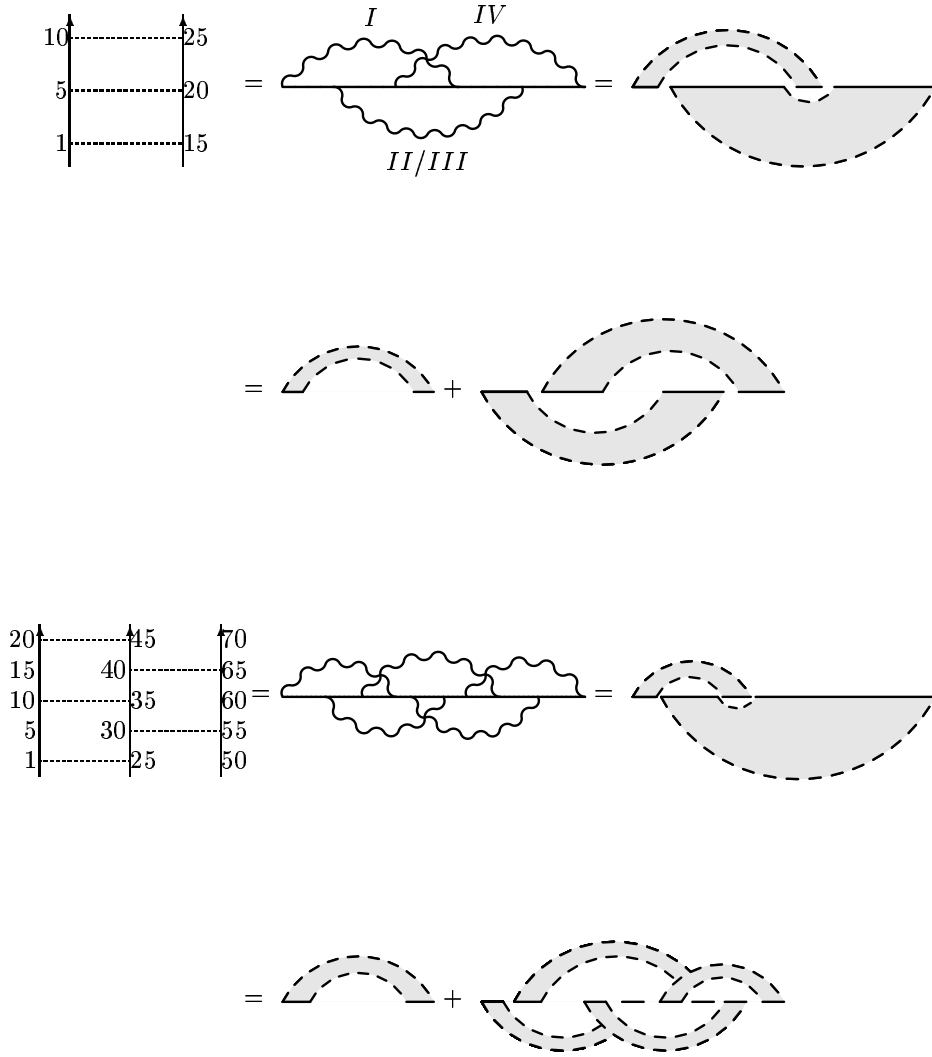 I IV
10 25
5 20 = =
1 15
II/III
= +
20 45 70
15 40 65
10 35 60 = =
5 30 55
1 25 50
= +